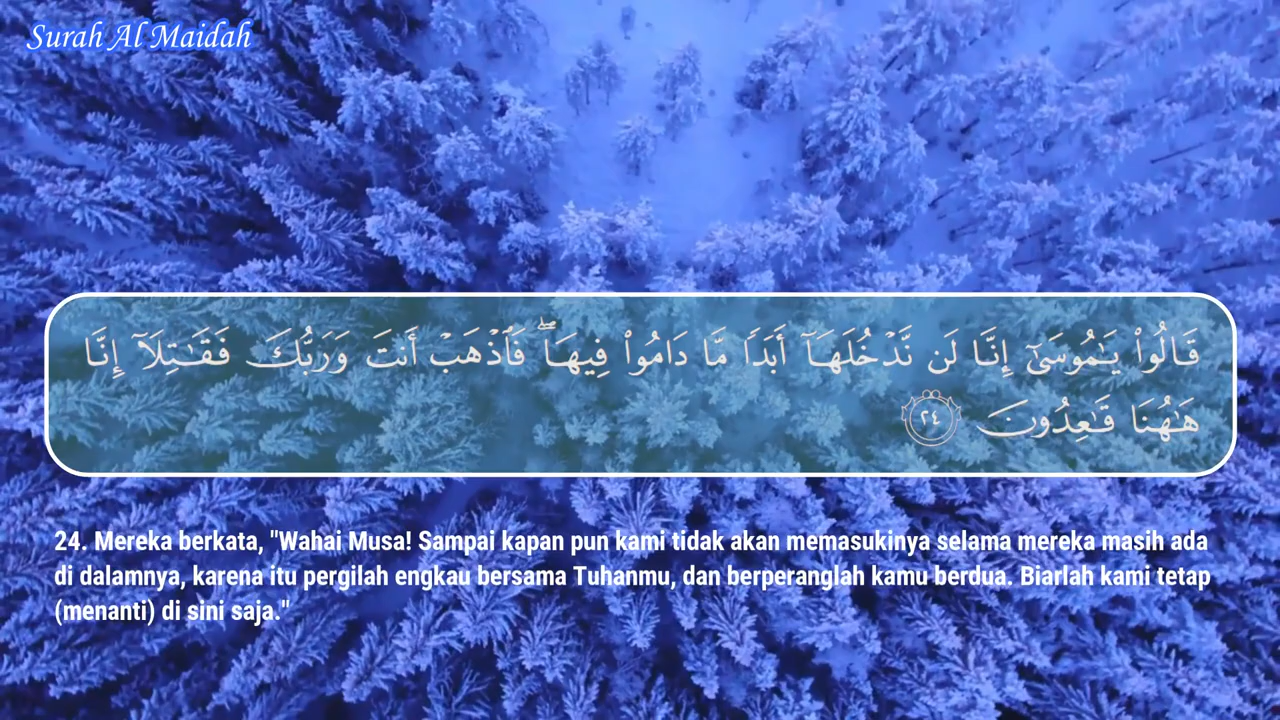 Surah Al Maidah
قَالُوا۟ يَـٰمُوسَىٰٓ إِنَّا لَن نَّدْخُلَهَآ أَبَدًا مَّا دَامُوا۟ فِيهَا ۖ فَٱذْهَبْ أَنتَ وَرَبُّكَ فَقَـٰتِلَآ إِنَّا
هَـٰهُنَا قَـٰعِدُونَ ٢٤
24. Mereka berkata, "Wahai Musa! Sampai kapan pun kami tidak akan memasukinya selama mereka masih ada
di dalamnya, karena itu pergilah engkau bersama Tuhanmu, dan berperanglah kamu berdua. Biarlah kami tetap
(menanti) di sini saja."